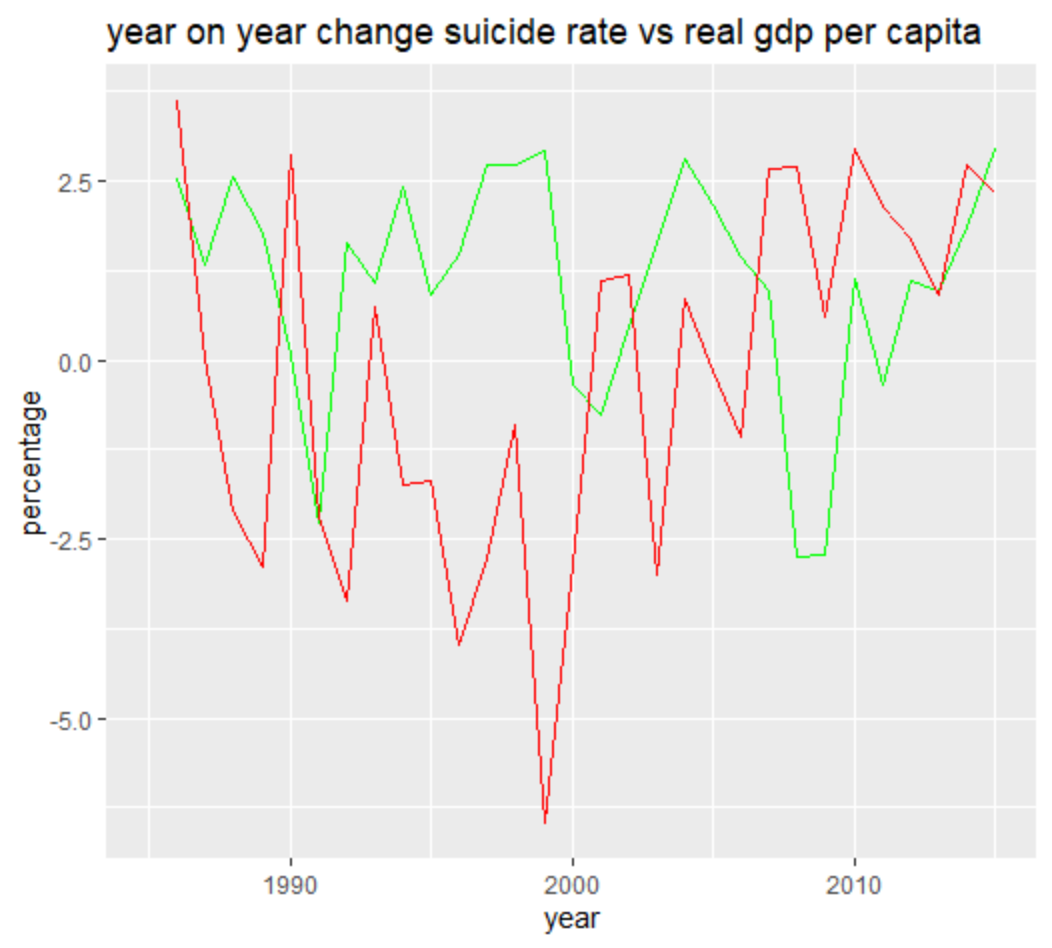 year on year change suicide rate vs real gdp per capita
percentage
2.5
0.0
-2.5
-5.0
1990
2000
2010
year